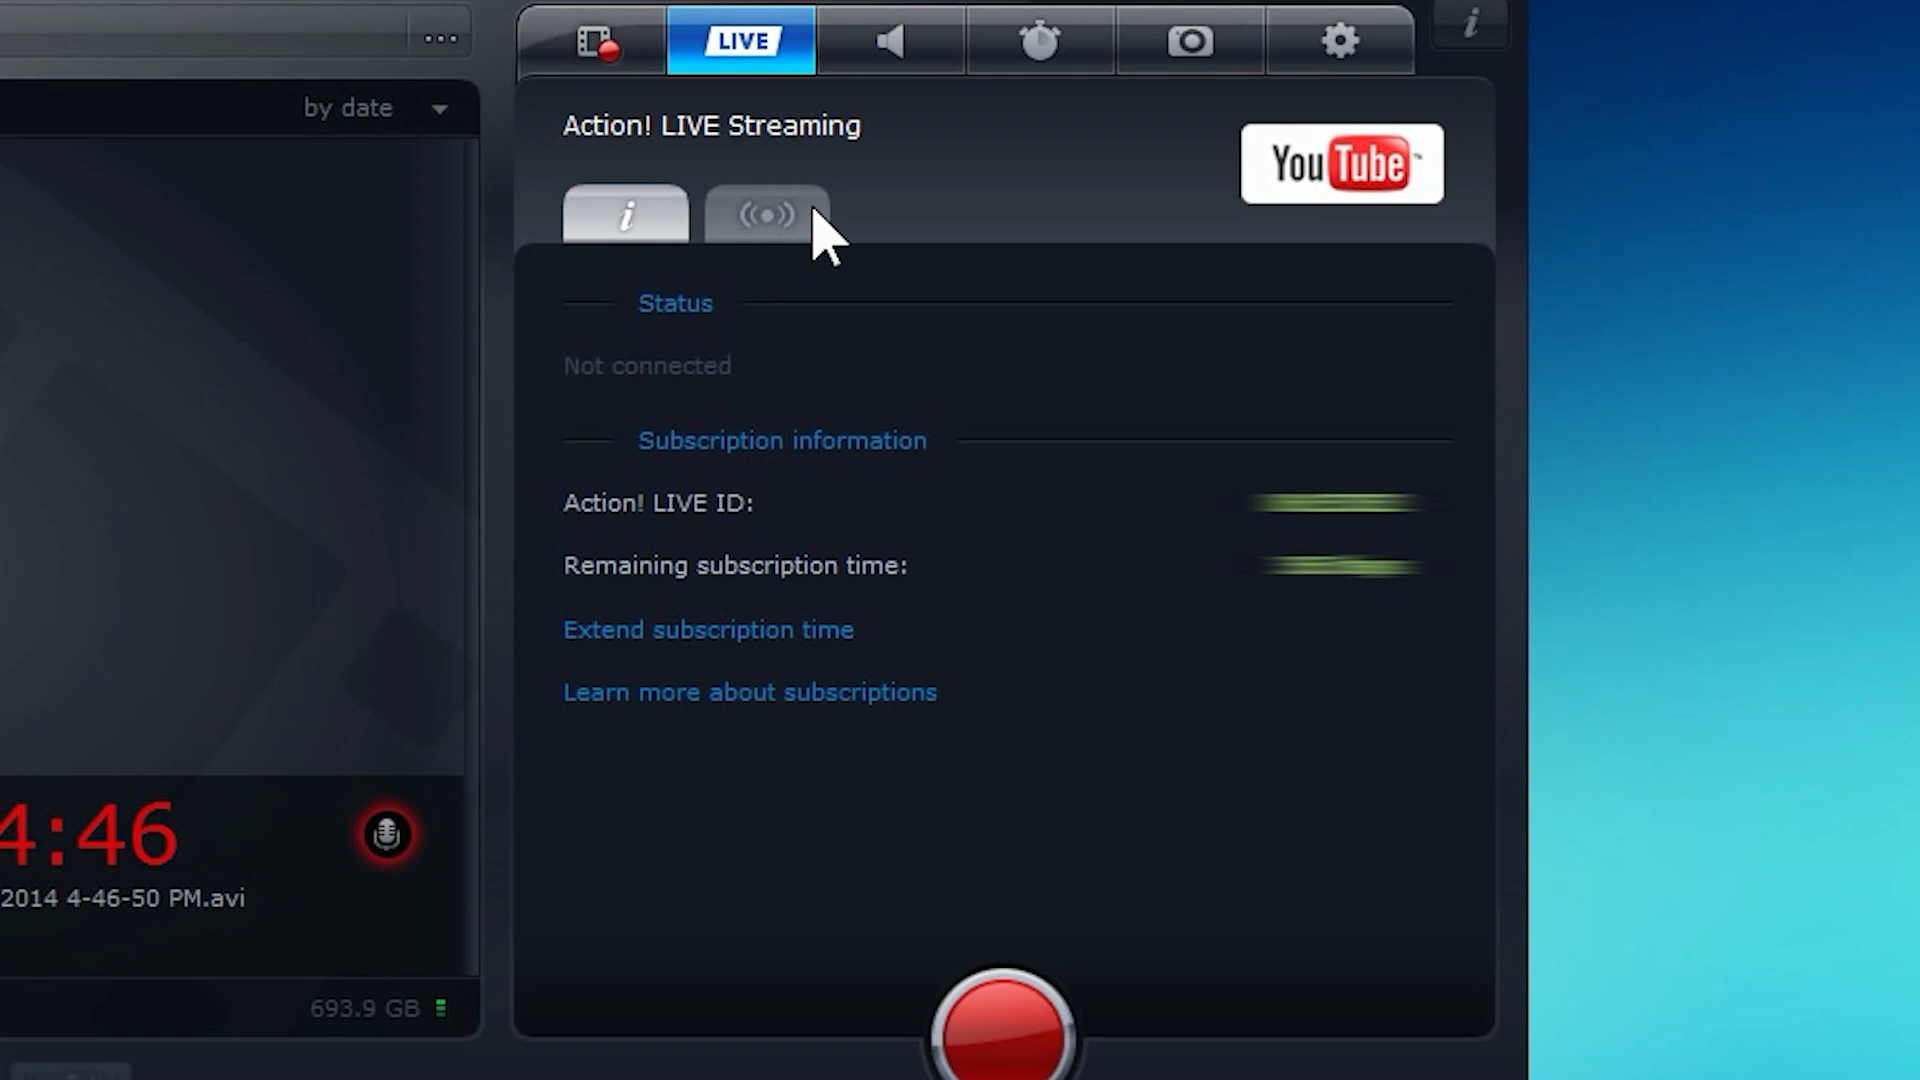 ...
LIVE
i
by date
Action! LIVE Streaming
YouTube™
i
Status
Not connected
Subscription information
Action! LIVE ID:
Remaining subscription time:
Extend subscription time
Learn more about subscriptions
4:46
2014 4-46-50 PM.avi
693.9 GB